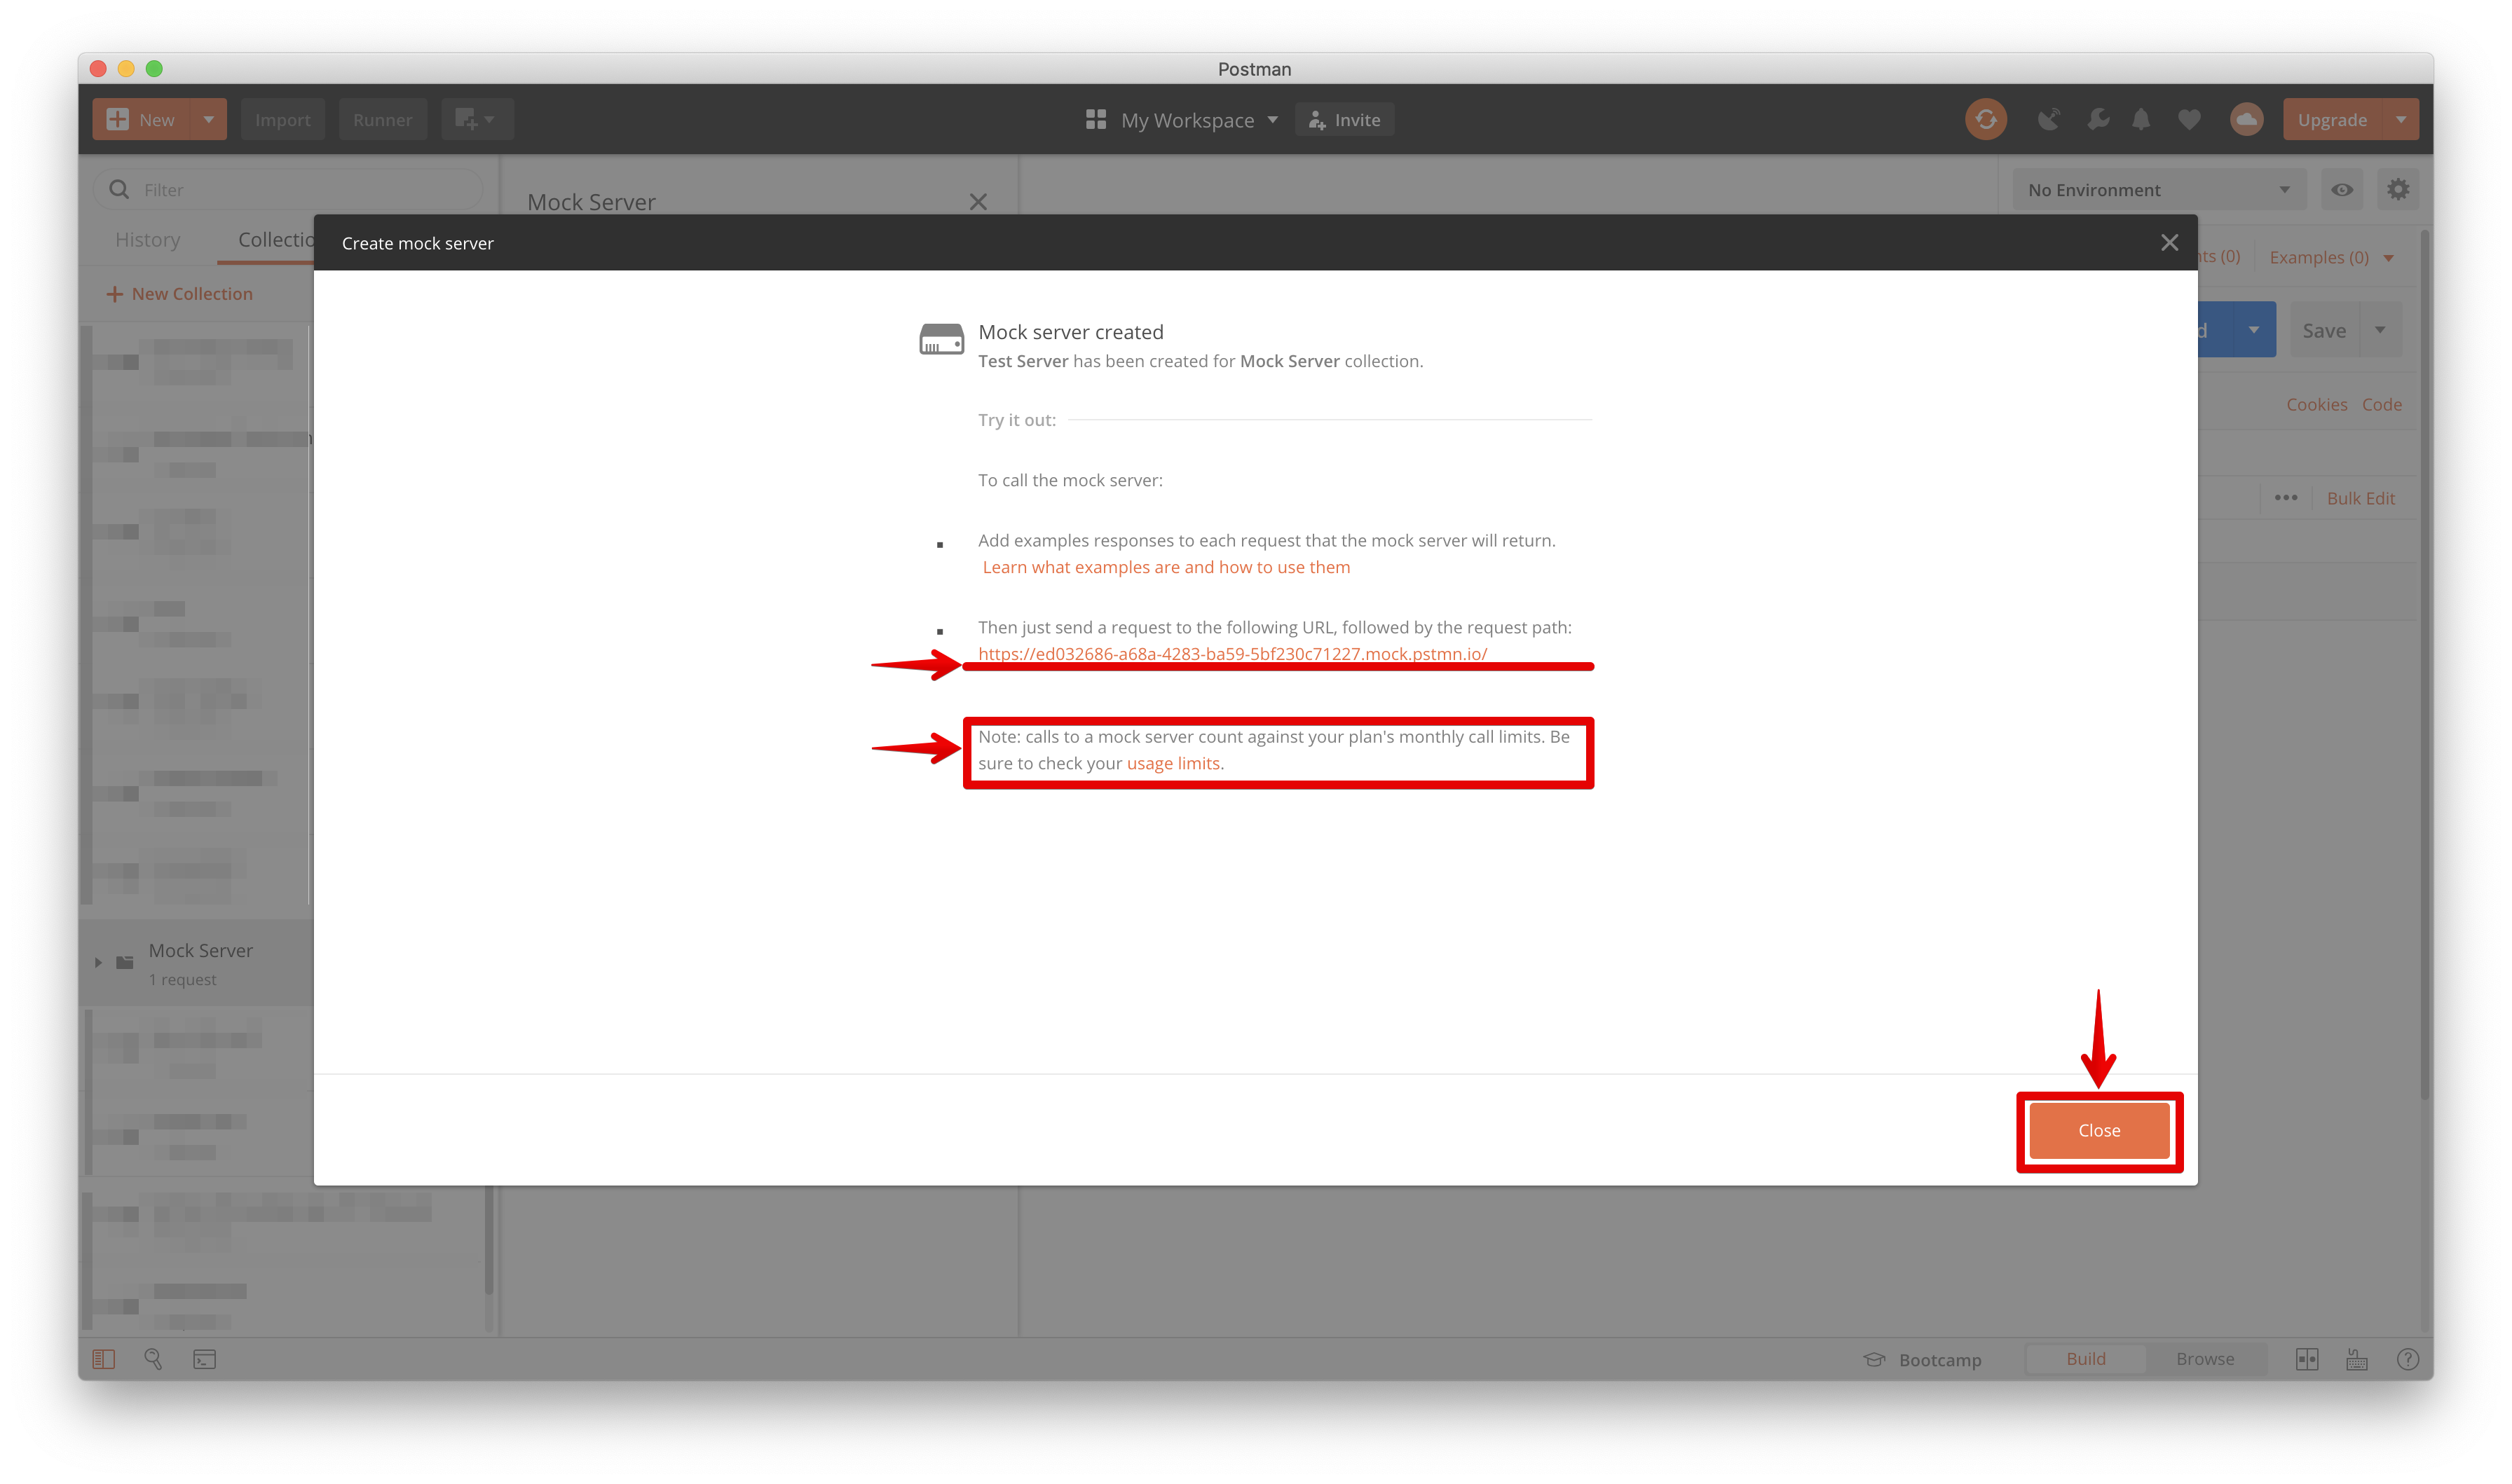 Postman
New
Import
Runner
My Workspace
Invite
Upgrade
Filter
Mock Server
No Environment
History
Collectio
Create mock server
nts (0)
Examples (0)
New Collection
Mock server created
Test Server has been created for Mock Server collection.
d
Save
Try it out:
Cookies
Code
To call the mock server:
Bulk Edit
Add examples responses to each request that the mock server will return.
Learn what examples are and how to use them
Then just send a request to the following URL, followed by the request path:
https://ed032686-a68a-4283-ba59-5bf230c71227.mock.pstmn.io/
Note: calls to a mock server count against your plan's monthly call limits. Be
sure to check your usage limits.
Mock Server
1 request
Close
Bootcamp
Build
Browse